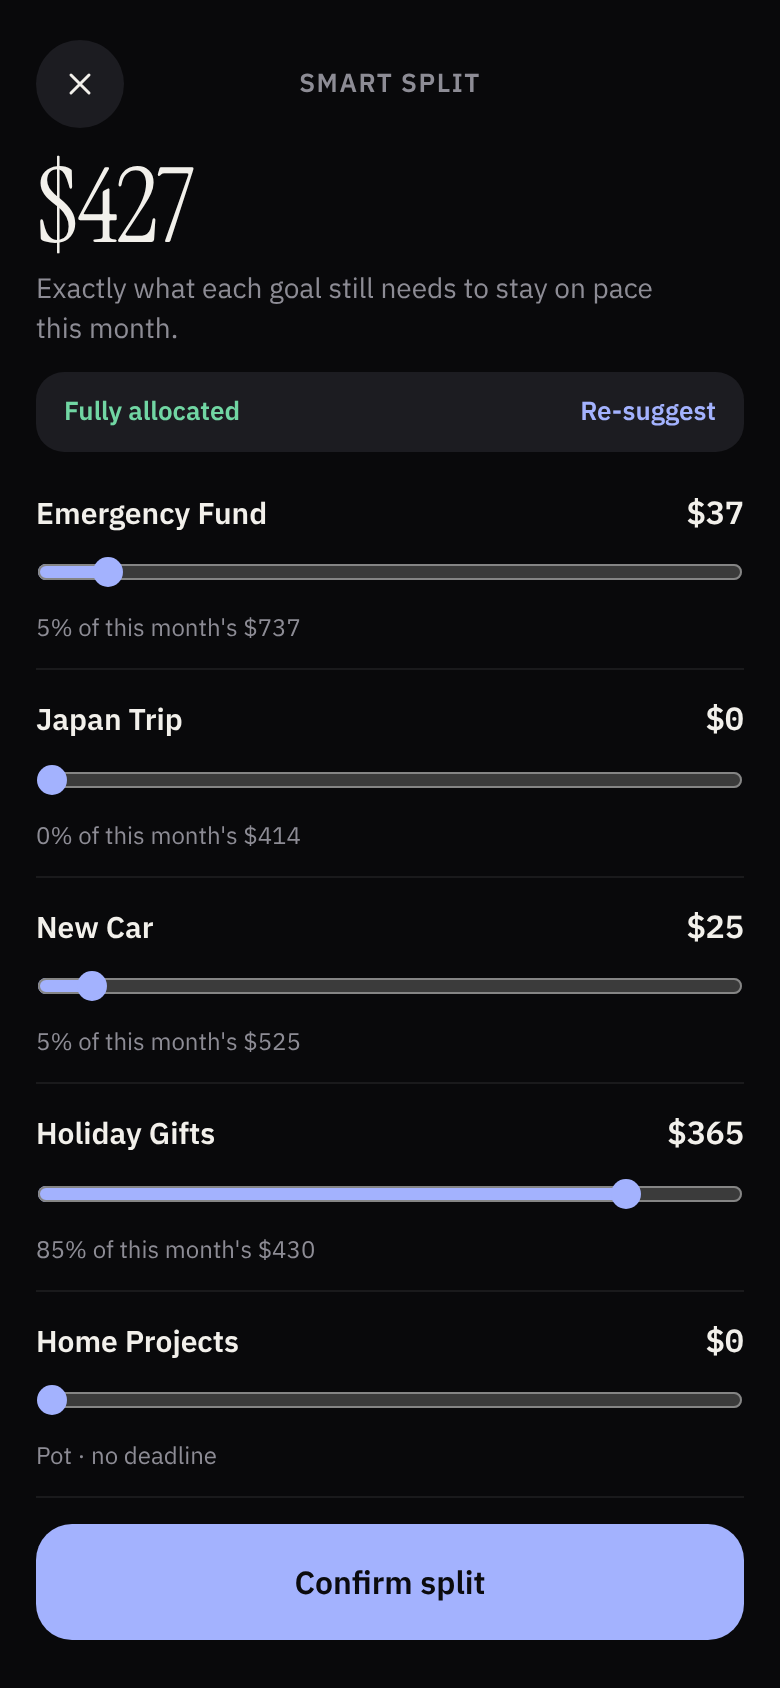 SMART SPLIT
$427
Exactly what each goal still needs to stay on pace
this month.
Fully allocated
Re-suggest
Emergency Fund
$37
5% of this month's $737
Japan Trip
$0
0% of this month's $414
New Car
$25
5% of this month's $525
Holiday Gifts
$365
85% of this month's $430
Home Projects
$0
Pot · no deadline
Confirm split